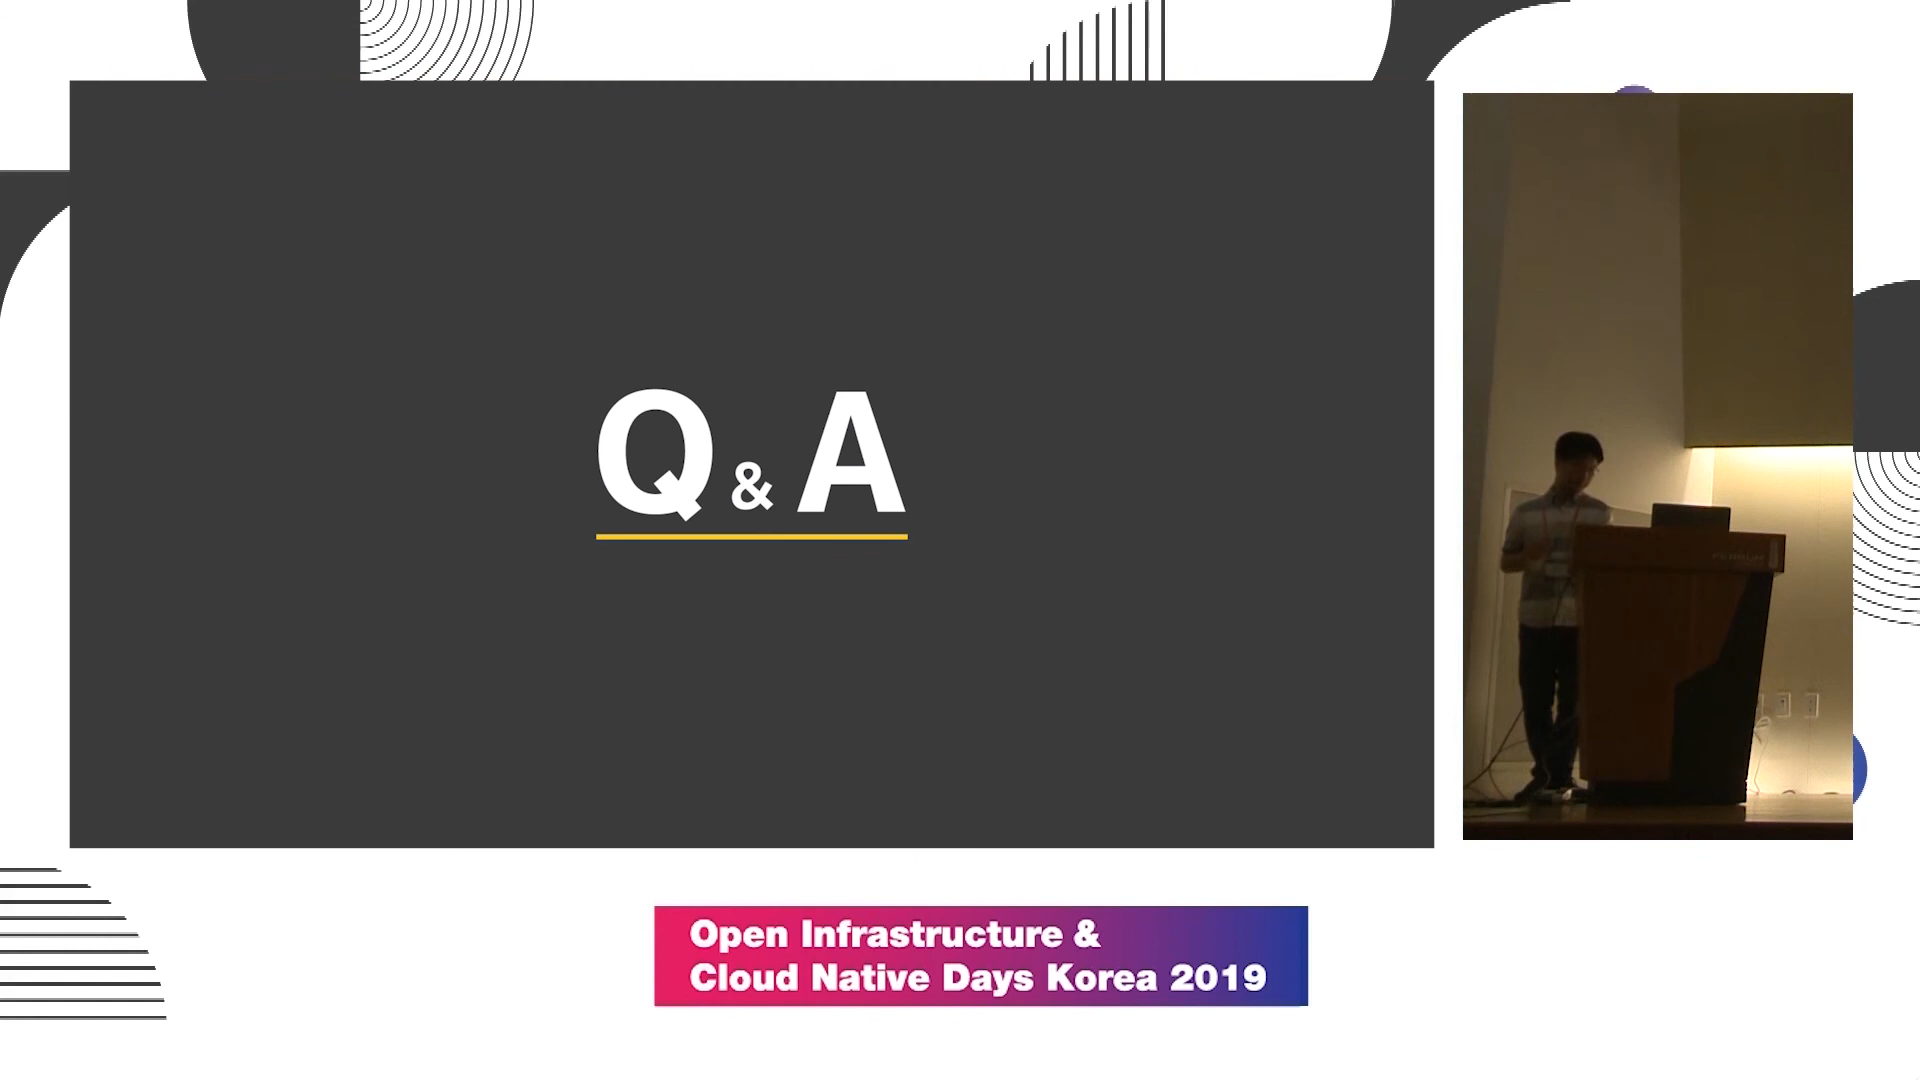 Q & A
Open Infrastructure &
Cloud Native Days Korea 2019